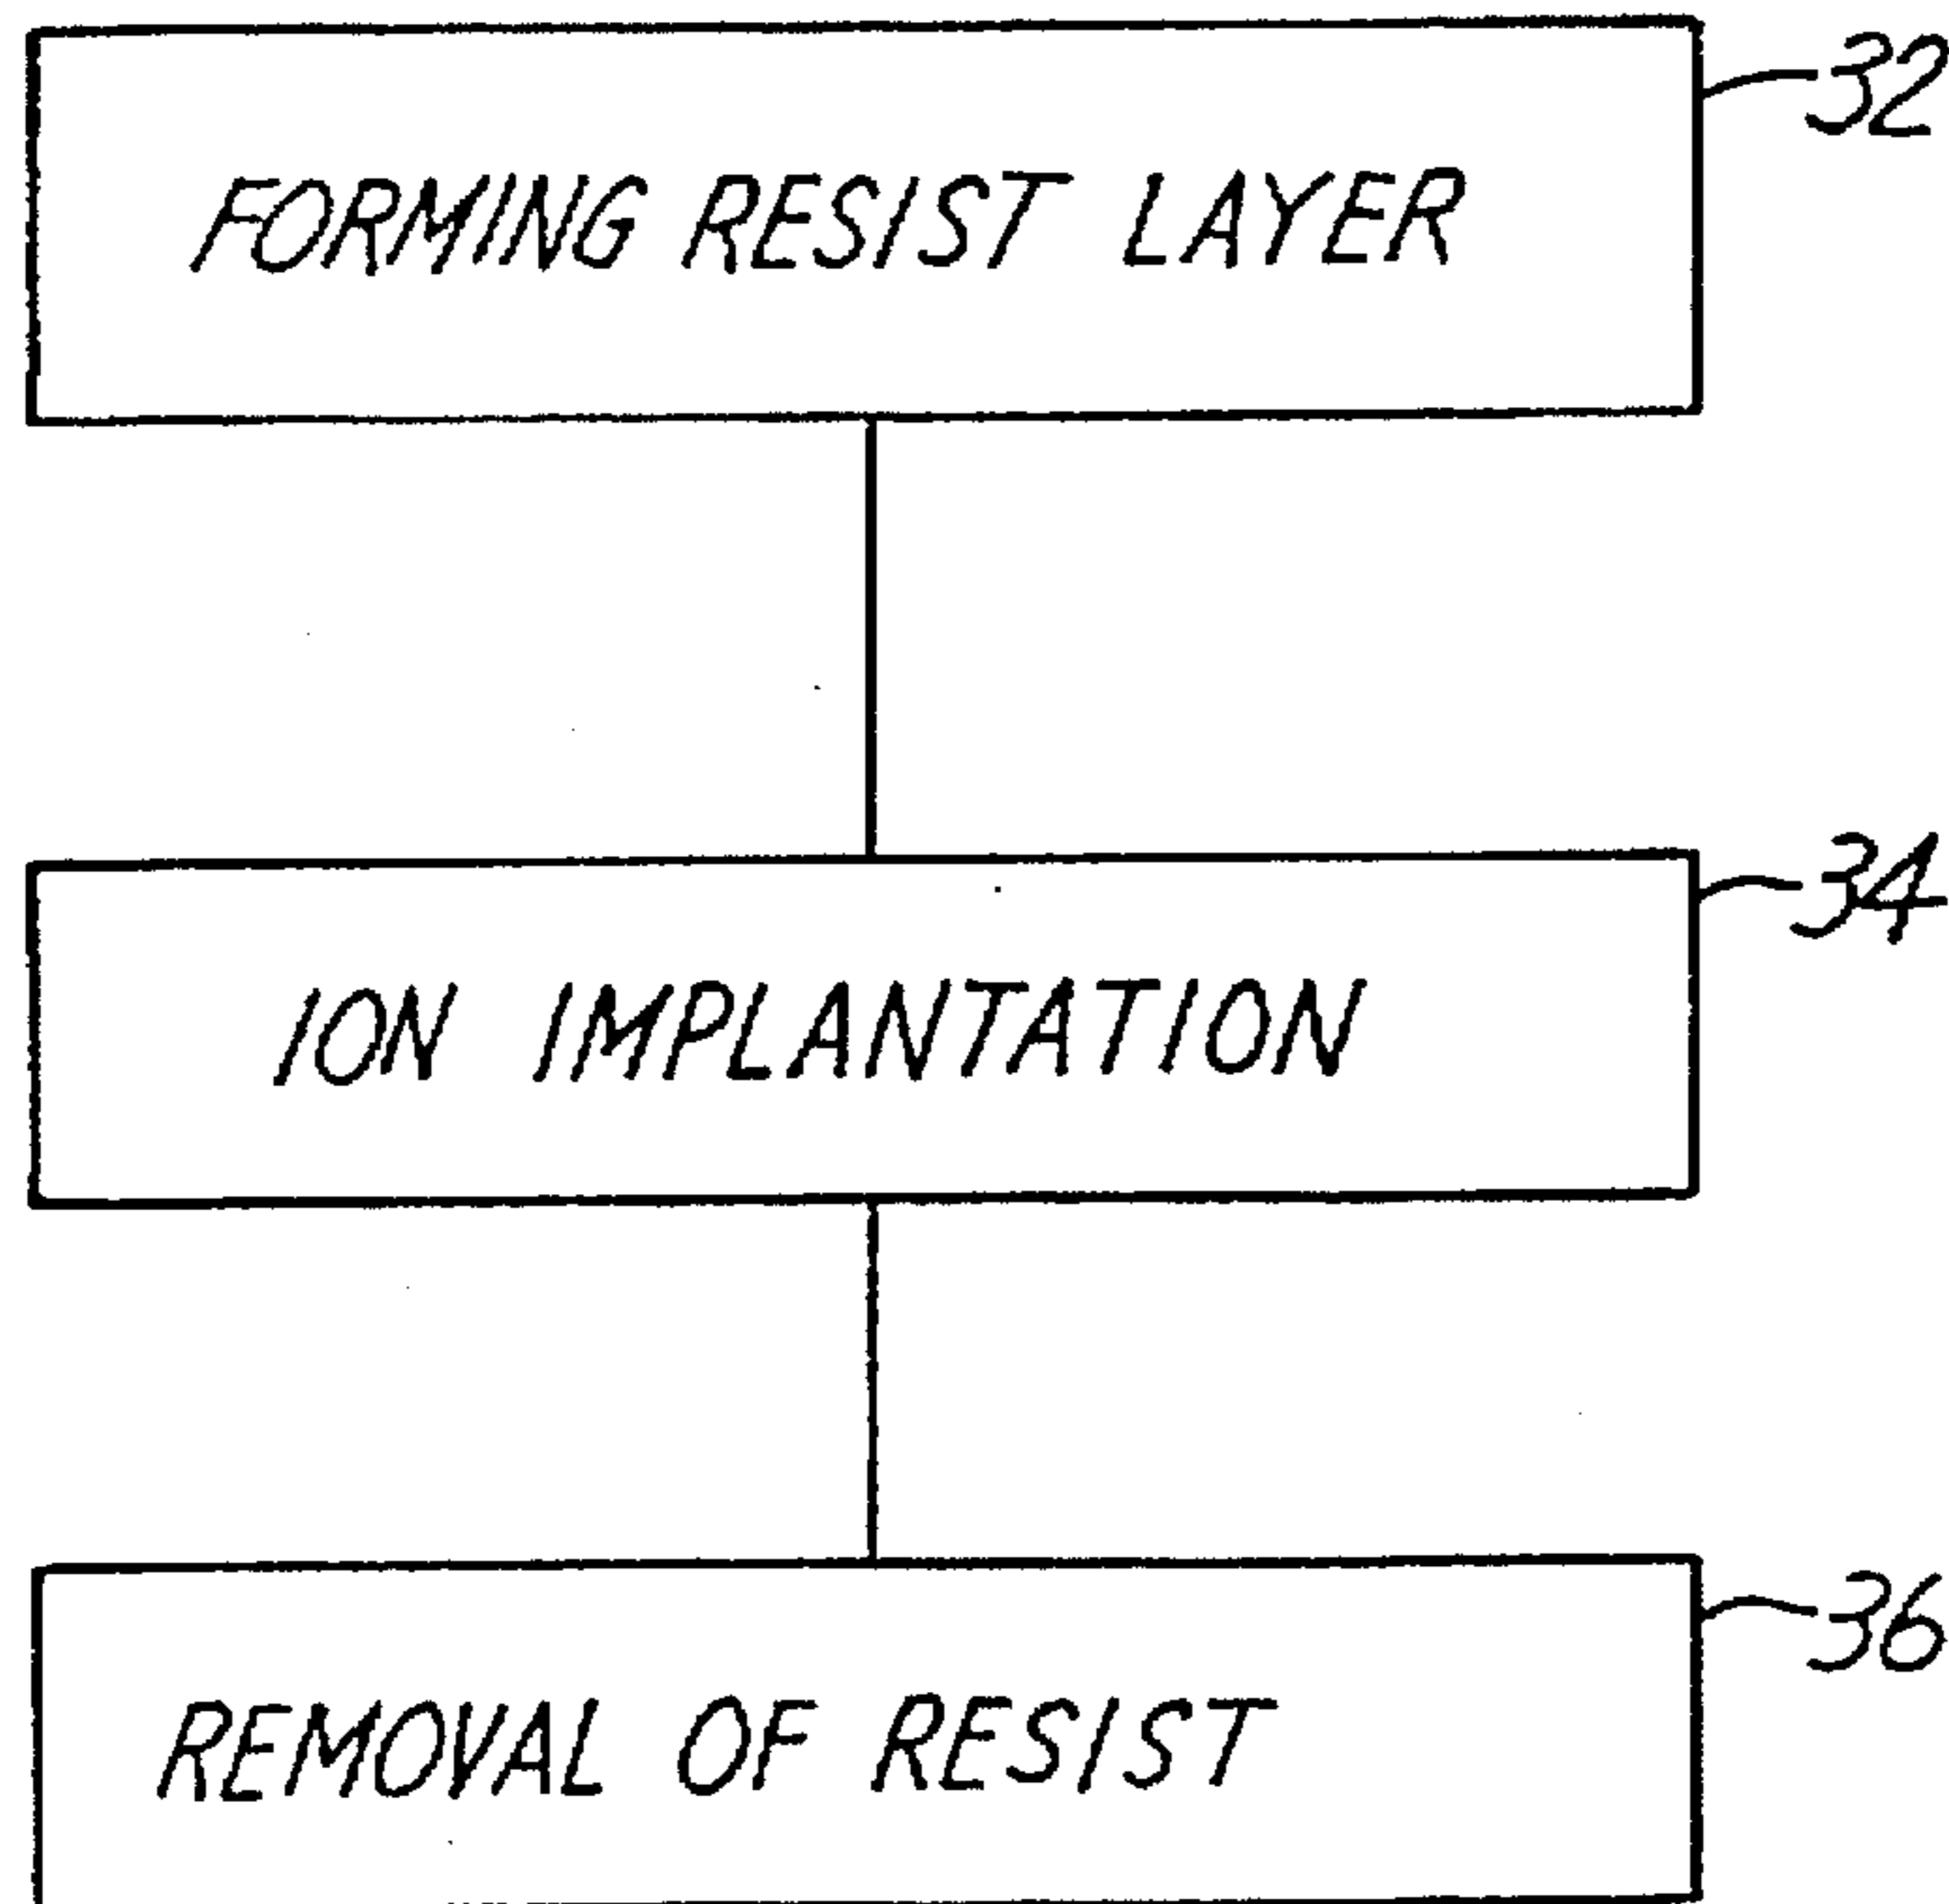 32
FORMING RESIST LAYER
34
ION IMPLANTATION
36
REMOVAL OF RESIST